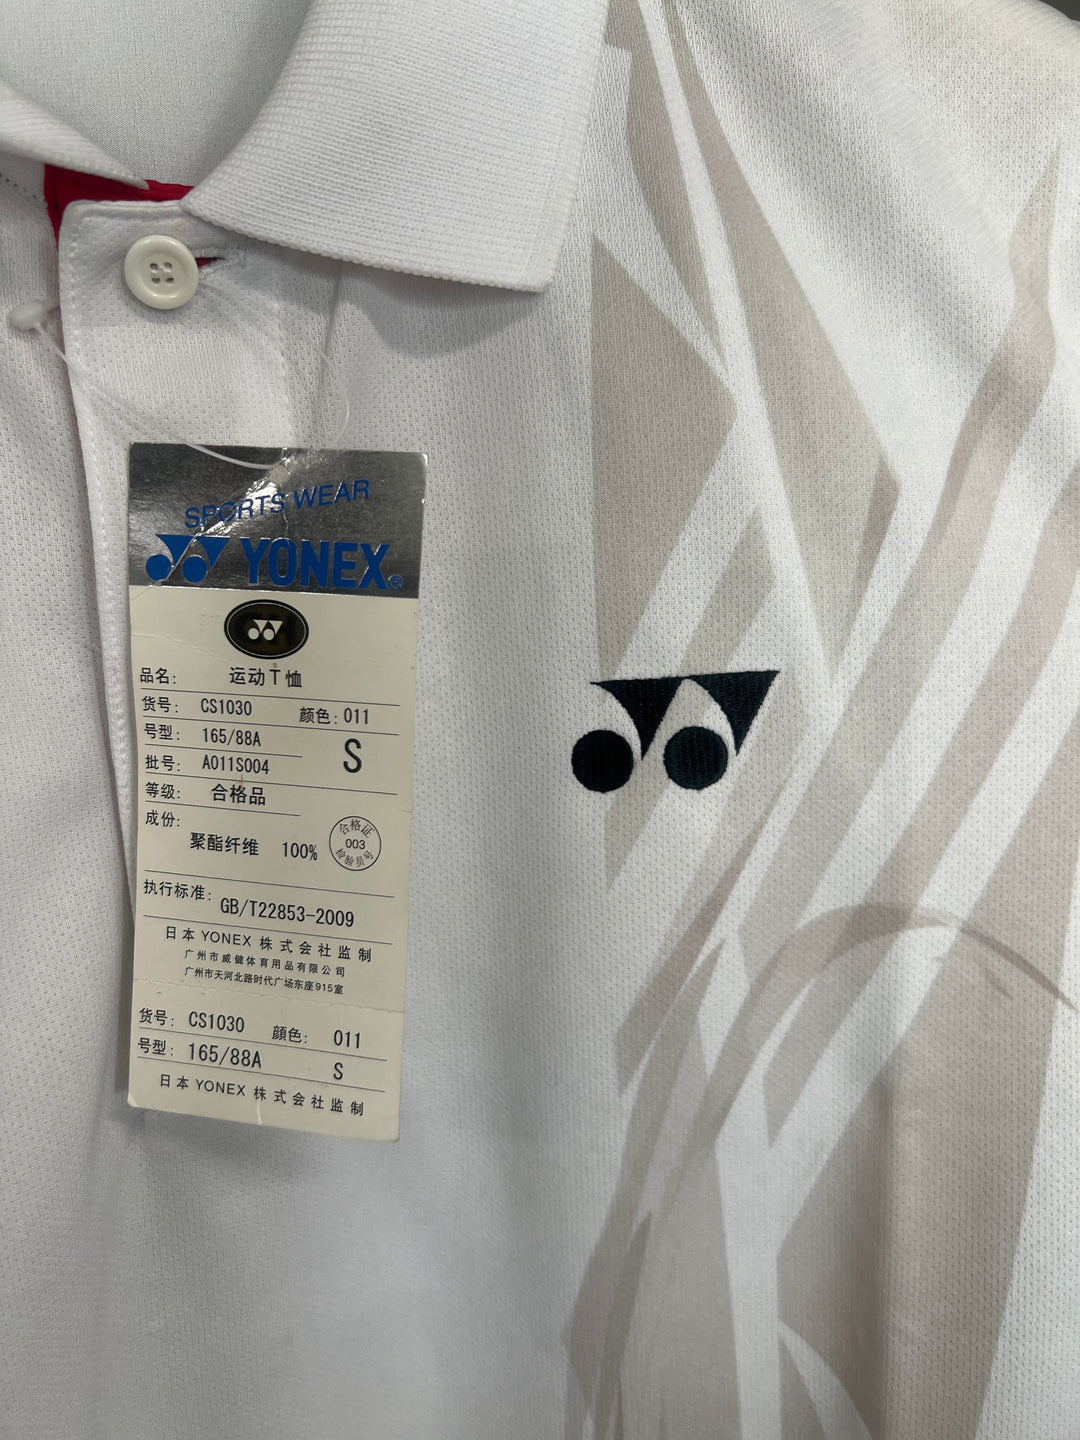 SPORTS WEAR
YONEX®
品名: 运动T恤
货号: CS1030 颜色: 011
号型: 165/88A S
批号: A011S004
等级: 合格品
成份:
聚酯纤维 100%
合格证
003
检验员号
执行标准: GB/T22853-2009
日本 YONEX 株式会社监制
广州市威健体育用品有限公司
广州市天河北路时代广场东座915室
货号: CS1030 颜色: 011
号型: 165/88A S
日本 YONEX 株式会社监制